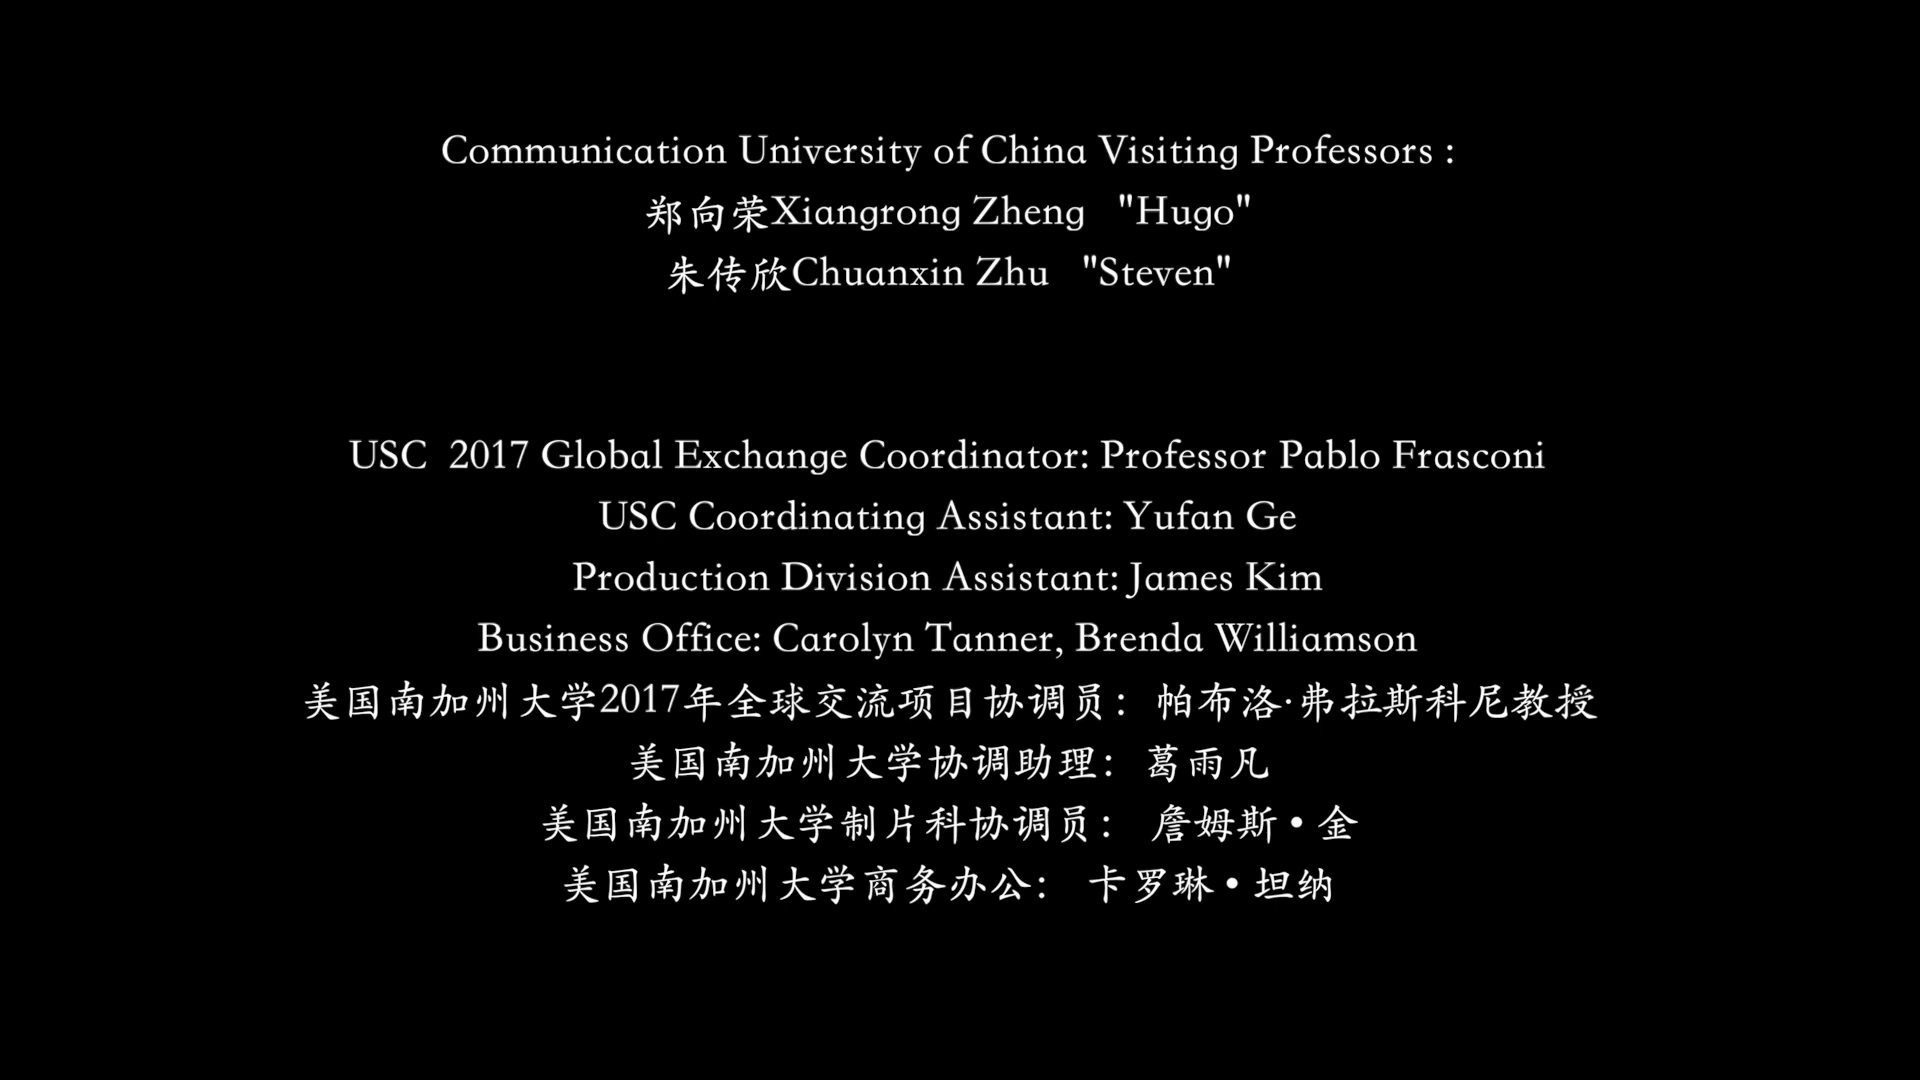 Communication University of China Visiting Professors :
郑向荣Xiangrong Zheng "Hugo"
朱传欣Chuanxin Zhu "Steven"
USC 2017 Global Exchange Coordinator: Professor Pablo Frasconi
USC Coordinating Assistant: Yufan Ge
Production Division Assistant: James Kim
Business Office: Carolyn Tanner, Brenda Williamson
美国南加州大学2017年全球交流项目协调员：帕布洛·弗拉斯科尼教授
美国南加州大学协调助理：葛雨凡
美国南加州大学制片科协调员：詹姆斯•金
美国南加州大学商务办公：卡罗琳•坦纳